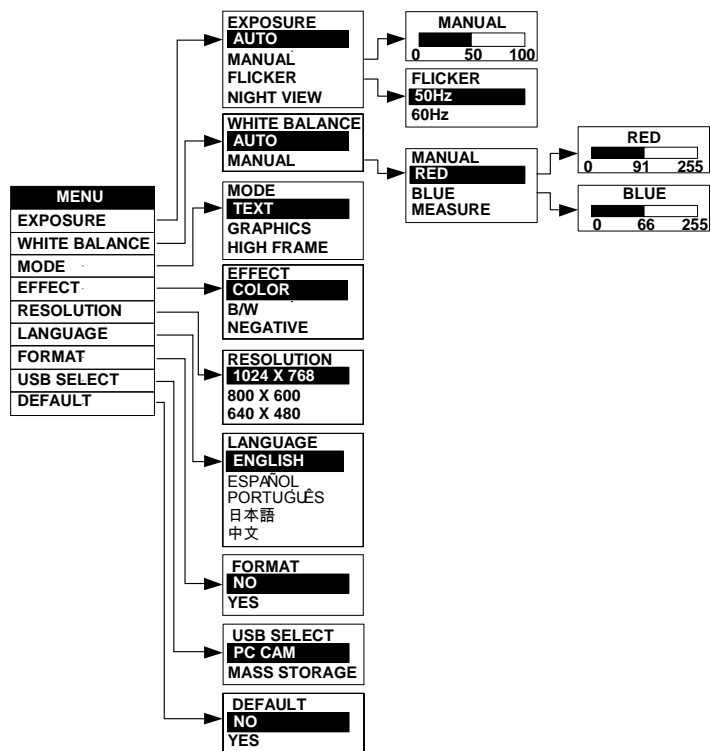 MENU
EXPOSURE
WHITE BALANCE
MODE
EFFECT
RESOLUTION
LANGUAGE
FORMAT
USB SELECT
DEFAULT
EXPOSURE
AUTO
MANUAL
FLICKER
NIGHT VIEW
MANUAL
0 50 100
FLICKER
50Hz
60Hz
WHITE BALANCE
AUTO
MANUAL
MANUAL
RED
BLUE
MEASURE
RED
0 91 255
BLUE
0 66 255
MODE
TEXT
GRAPHICS
HIGH FRAME
EFFECT
COLOR
B/W
NEGATIVE
RESOLUTION
1024 X 768
800 X 600
640 X 480
LANGUAGE
ENGLISH
ESPAÑOL
PORTUGUÊS
日本語
中文
FORMAT
NO
YES
USB SELECT
PC CAM
MASS STORAGE
DEFAULT
NO
YES